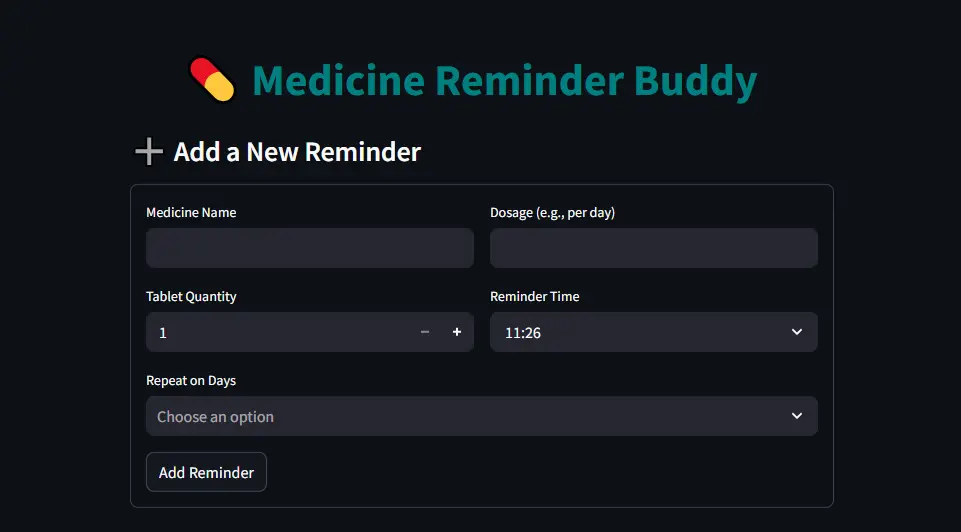 Medicine Reminder Buddy
Add a New Reminder
Medicine Name
Dosage (e.g., per day)
1
Tablet Quantity
Reminder Time
11:26
Repeat on Days
Choose an option
Add Reminder